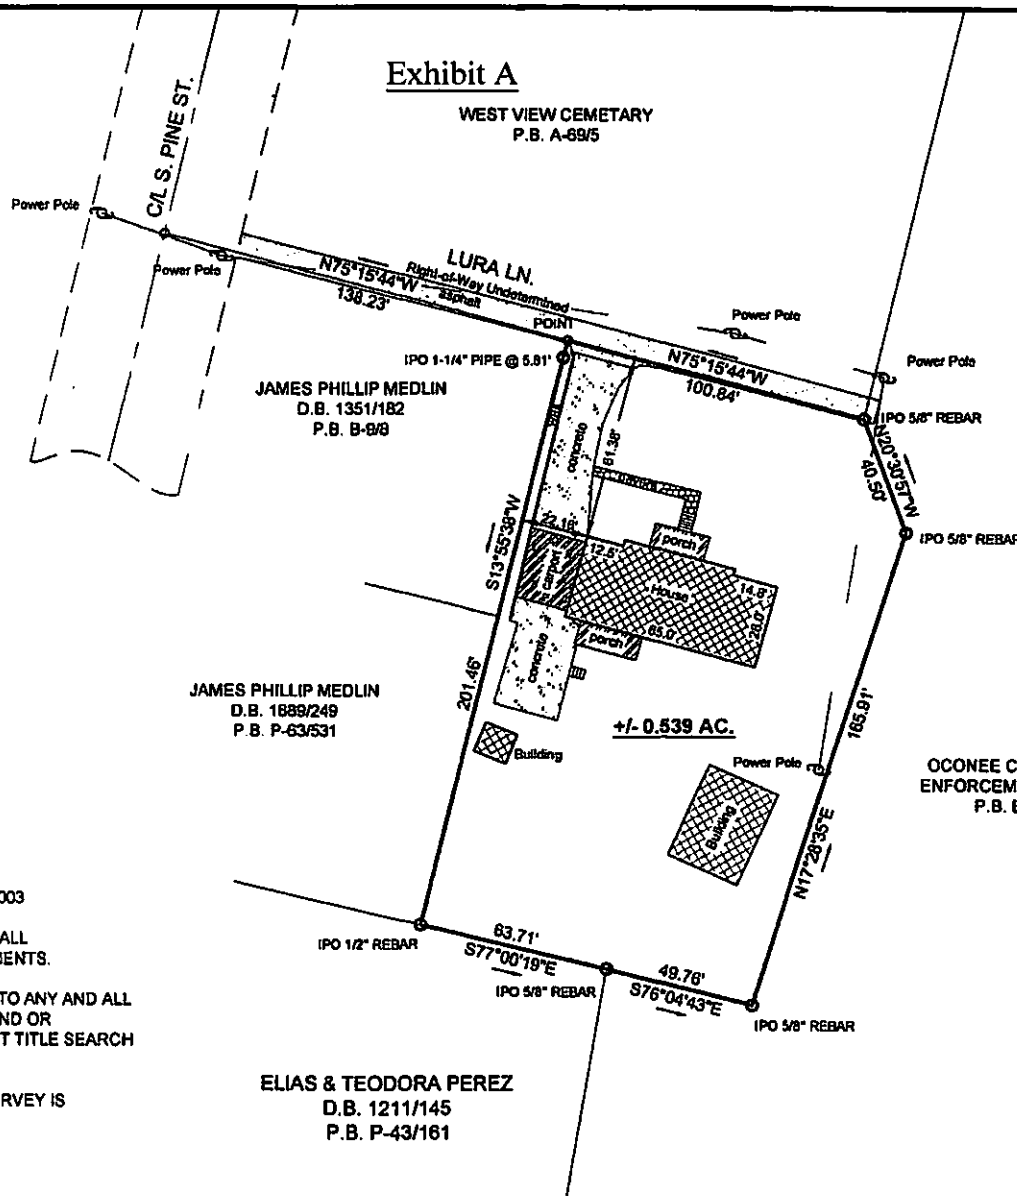 Exhibit A
WEST VIEW CEMETARY
P.B. A-69/5
C/L S. PINE ST.
Power Pole
Power Pole
LURA LN.
Right-of-Way Undetermined
asphalt
N75°15'44"W
138.23'
POINT
Power Pole
N75°15'44"W
100.84'
Power Pole
IPO 1-1/4" PIPE @ 5.81'
IPO 5/8" REBAR
JAMES PHILLIP MEDLIN
D.B. 1351/182
P.B. B-9/8
N20°30'57"W
40.50'
IPO 5/8" REBAR
concrete
61.38'
S13°55'38"W
201.46'
22.18'
12.5'
porch
carport
House
14.8'
28.0'
65.0'
porch
concrete
JAMES PHILLIP MEDLIN
D.B. 1689/249
P.B. P-63/531
+/- 0.539 AC.
Building
Power Pole
165.91'
N17°28'35"E
Building
OCONEE C
ENFORCEM
P.B.
003
ALL
MENTS.
TO ANY AND ALL
ND OR
T TITLE SEARCH
RVEY IS
IPO 1/2" REBAR
63.71'
S77°00'19"E
IPO 5/8" REBAR
49.76'
S76°04'43"E
IPO 5/8" REBAR
ELIAS & TEODORA PEREZ
D.B. 1211/145
P.B. P-43/161